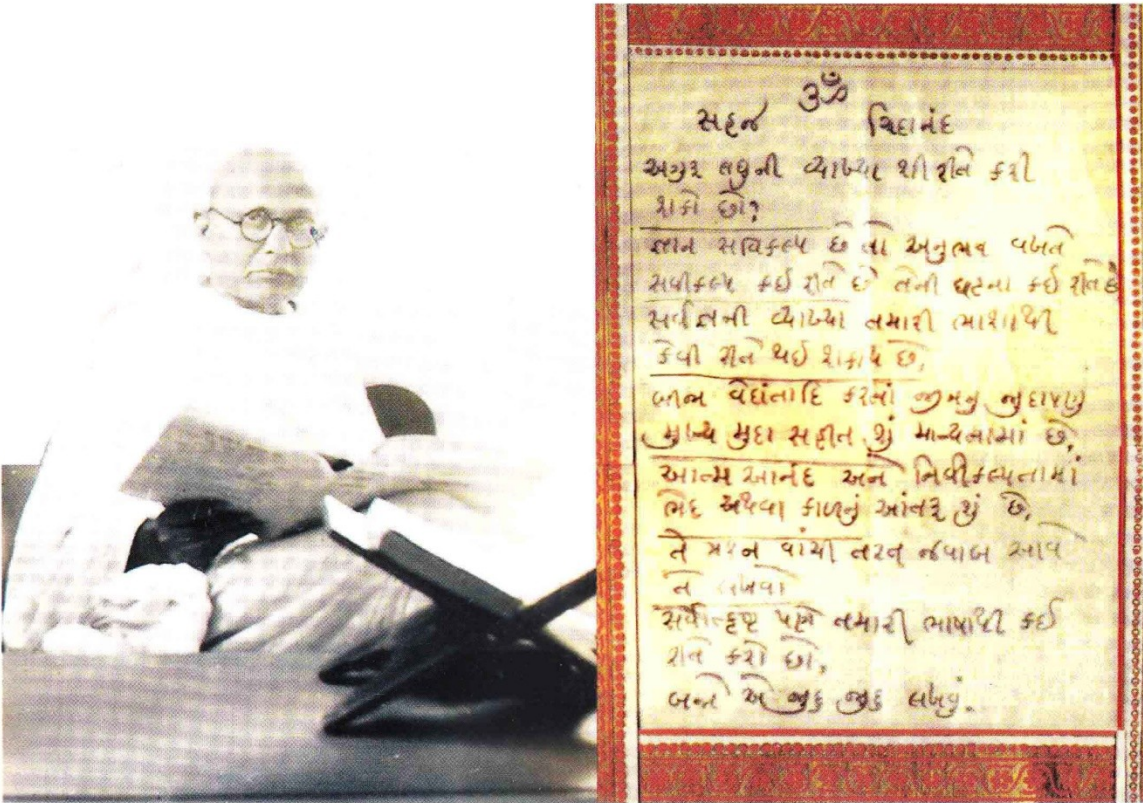 ૐ
સહજ ચિદાનંદ
અગુરૂ લઘુની વ્યાખ્યા શી રીતે કરી
શકો છો?
જ્ઞાન સવિકલ્પ છે તો અનુભવ વખતે
સવીકલ્પ કઈ રીતે છે તેની ઘટના કઈ રીતે છે
સર્વજ્ઞની વ્યાખ્યા તમારી ભાશાથી
કેવી રીતે થઈ શકાય છે.
બીજા વેદાંતાદિ કરતાં જીનનુ જુદાપણુ
મુખ્ય મુદા સહીત શું માન્યતામાં છે.
આત્મ આનંદ અને નિર્વીકલ્પતામાં
ભેદ અથવા કાળનું આંતરૂ શું છે.
તે પ્રશ્ન વાંચી તરત જવાબ આવે
તે લખવો
સર્વોત્કૃષ્ટ પણે તમારી ભાષાથી કઈ
રીતે કરો છો.
બન્ને એ જુદુ જુદુ લખવું.